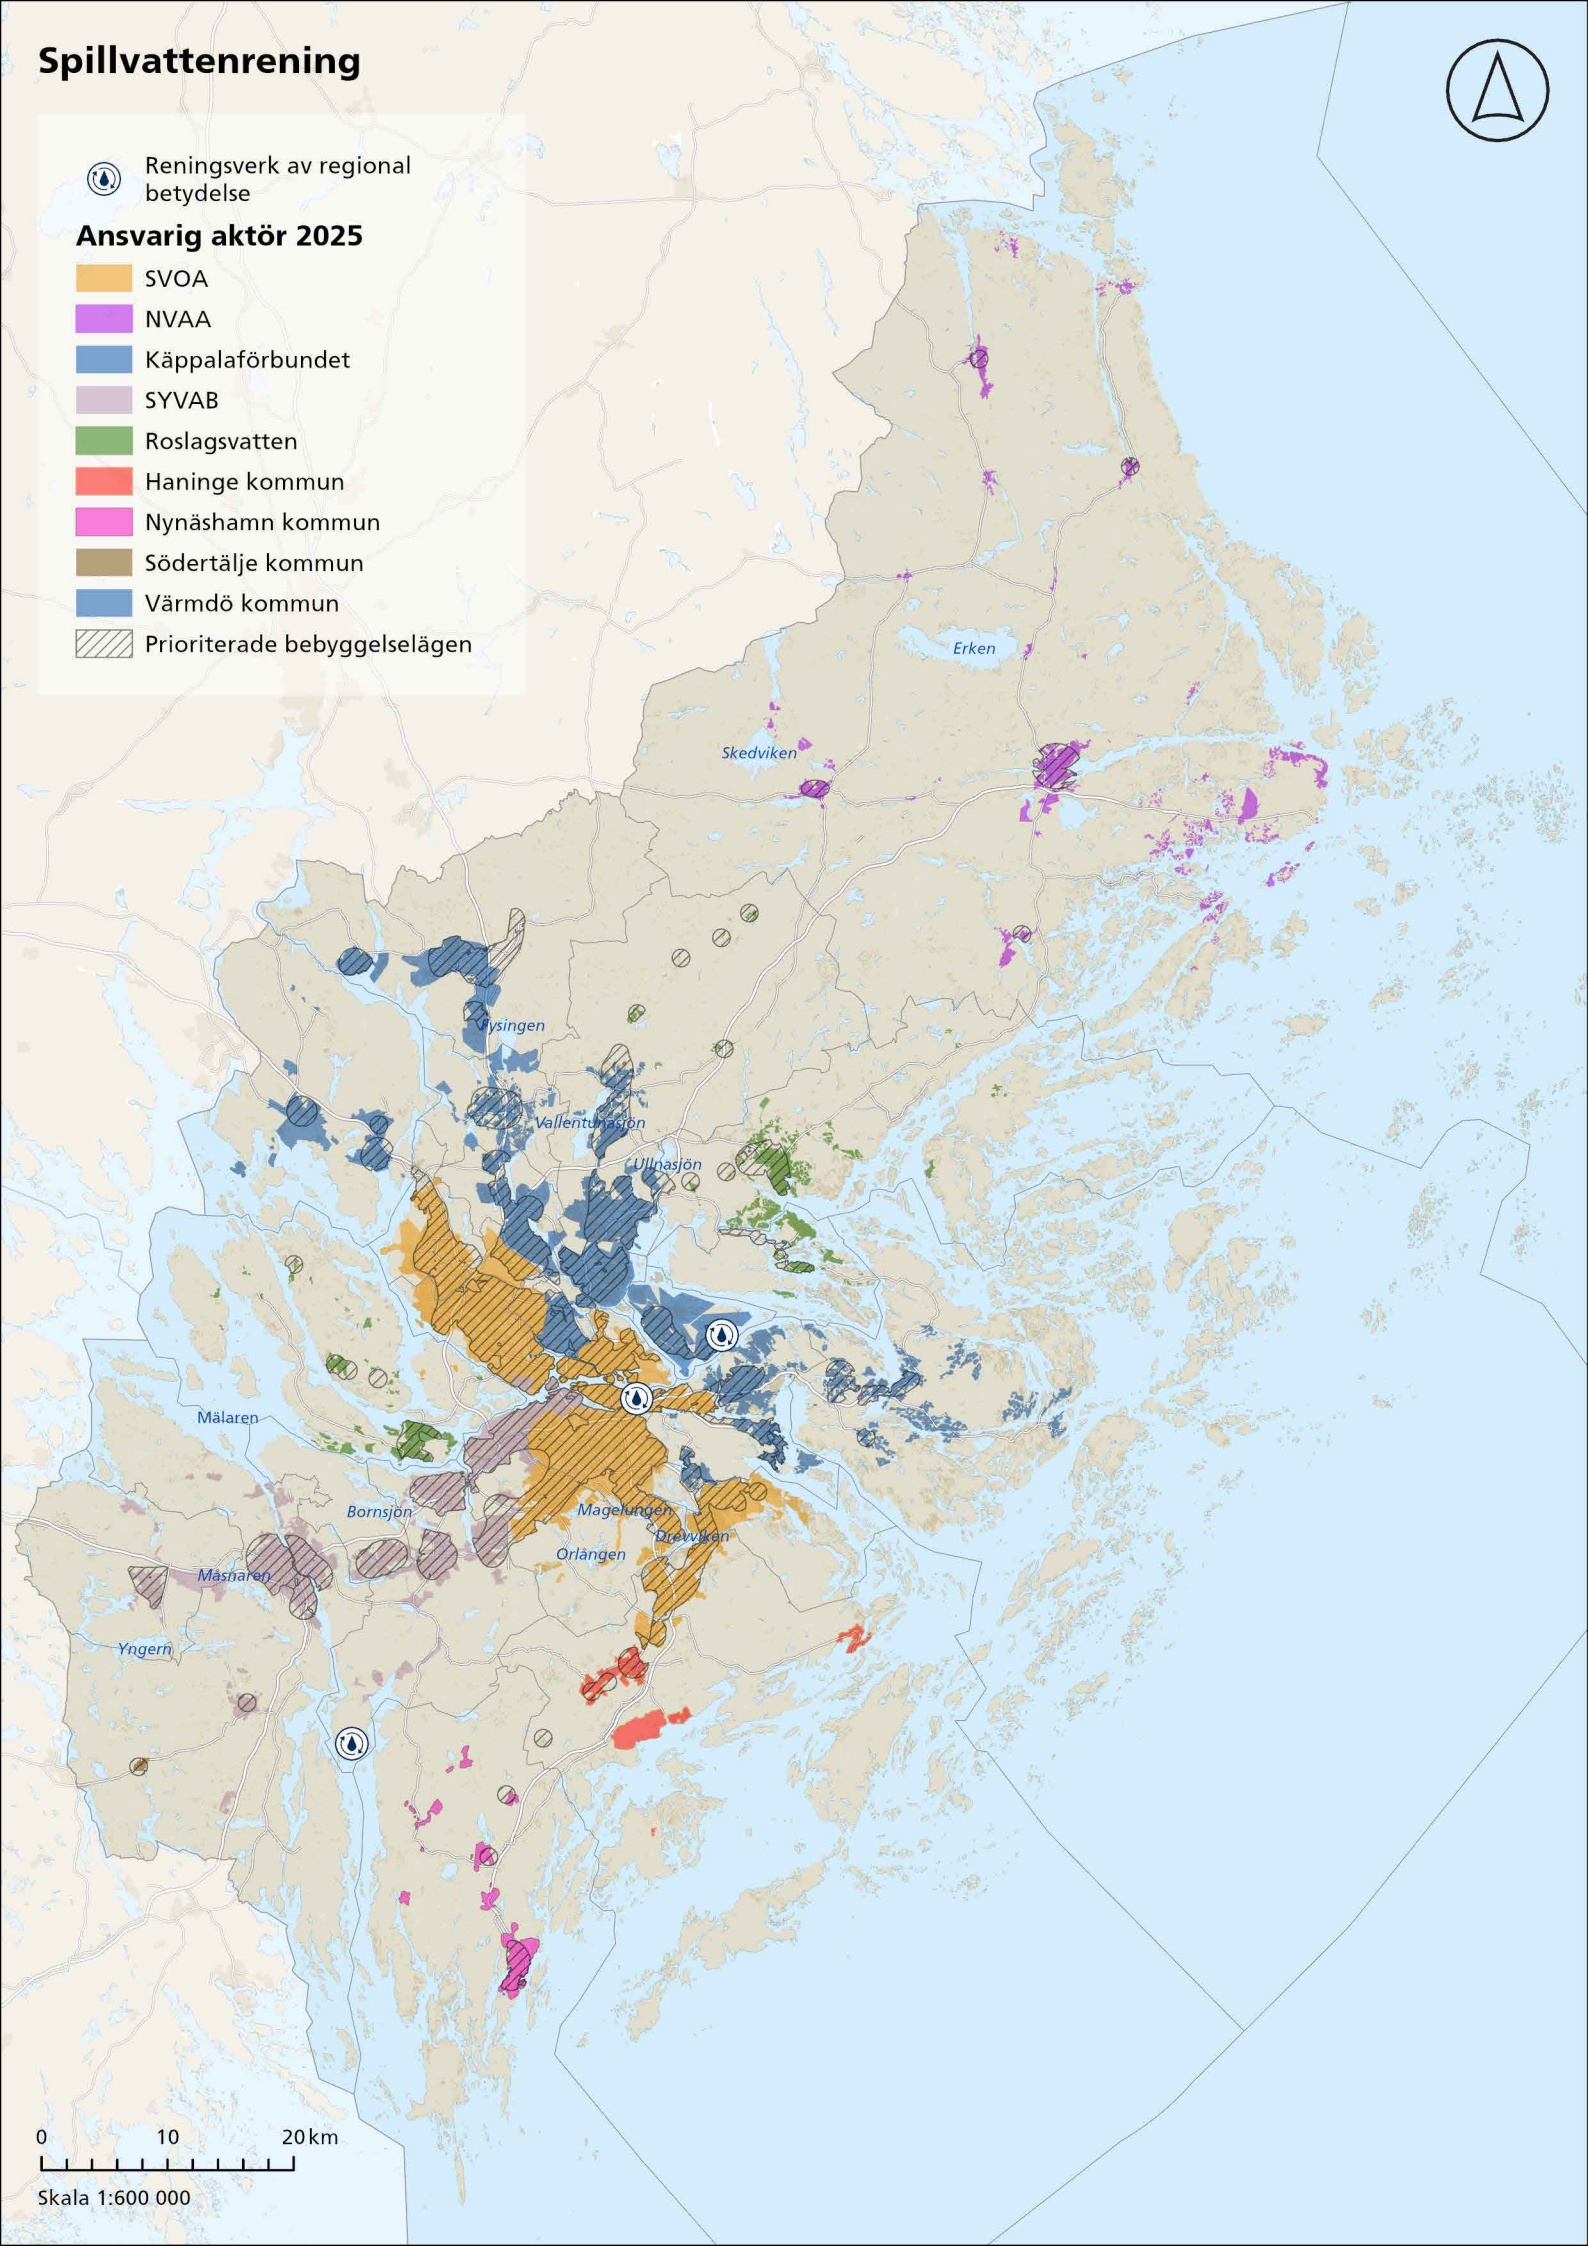 Spillvattenrening
Reningsverk av regional
betydelse
Ansvarig aktör 2025
SVOA
NVAA
Käppalaförbundet
SYVAB
Roslagsvatten
Haninge kommun
Nynäshamn kommun
Södertälje kommun
Värmdö kommun
Prioriterade bebyggelselägen
Erken
Skedviken
Fysingen
Vallentunasjön
Ullnasjön
Mälaren
Bornsjön
Magelungen
Drevviken
Orlången
Måsnaren
Yngern
0 10 20 km
Skala 1:600 000